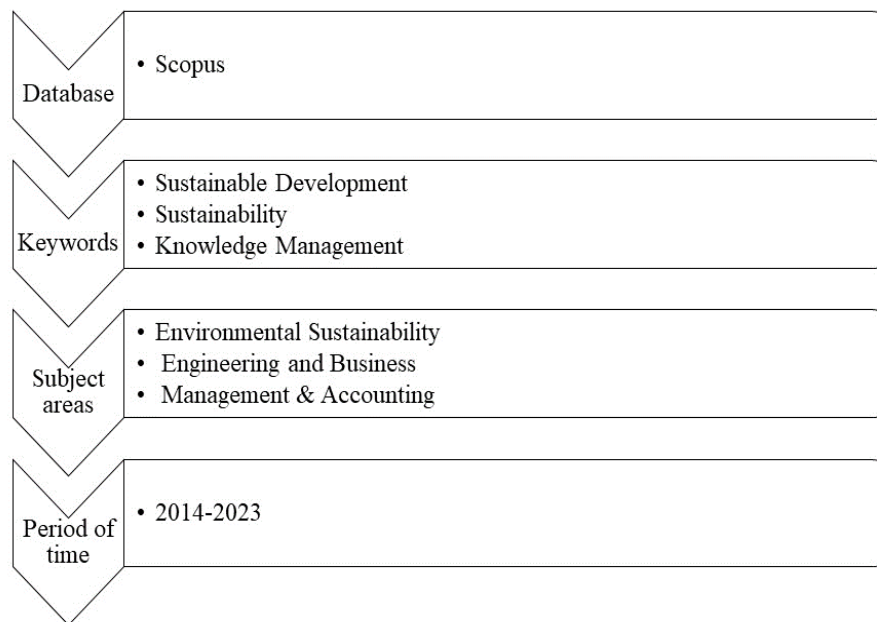 Database
• Scopus
Keywords
• Sustainable Development
• Sustainability
• Knowledge Management
Subject
areas
• Environmental Sustainability
• Engineering and Business
• Management & Accounting
Period of
time
• 2014-2023